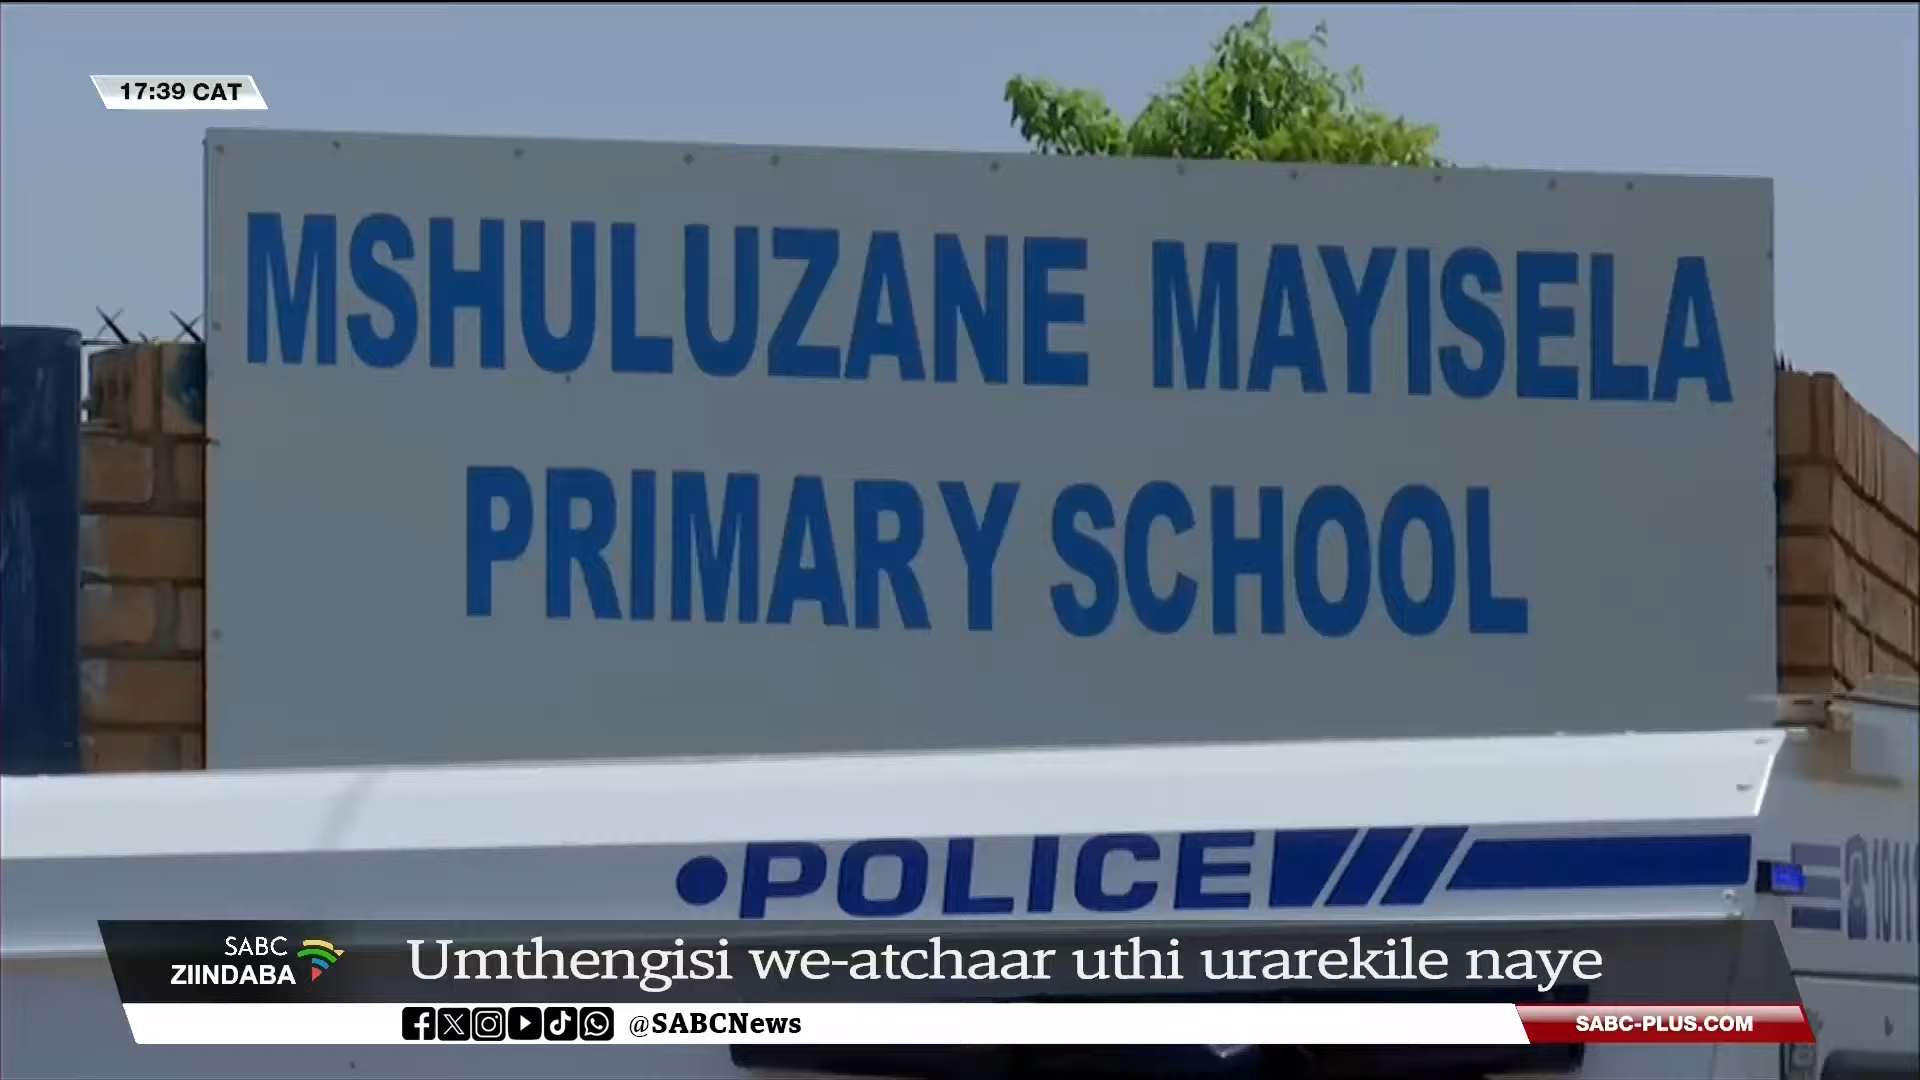 17:39 CAT
MSHULUZANE MAYISELA
PRIMARY SCHOOL
POLICE
SABC
ZIINDABA
Umthengisi we-atchaar uthi urarekile naye
@SABCNews
SABC-PLUS.COM